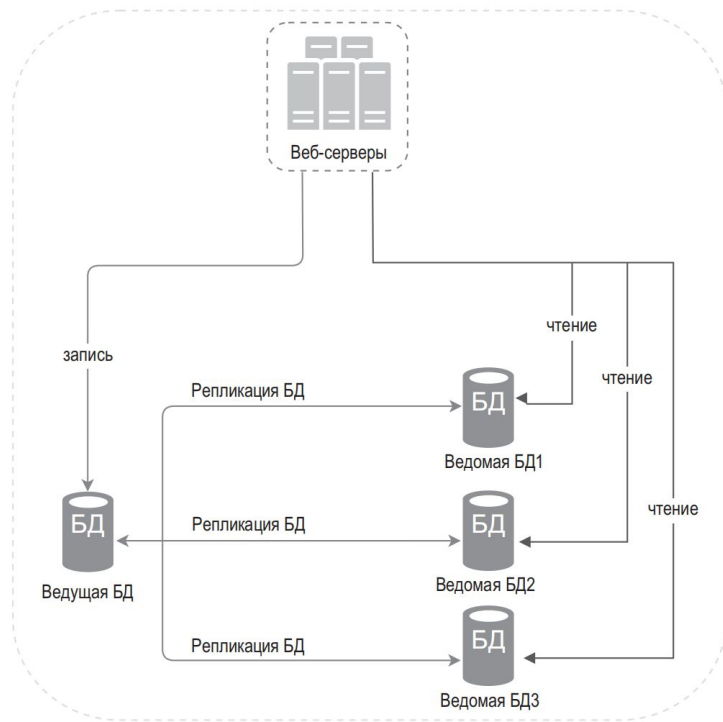 Веб-серверы
запись
чтение
чтение
чтение
Репликация БД
БД
Ведомая БД1
БД
Ведущая БД
Репликация БД
БД
Ведомая БД2
Репликация БД
БД
Ведомая БД3